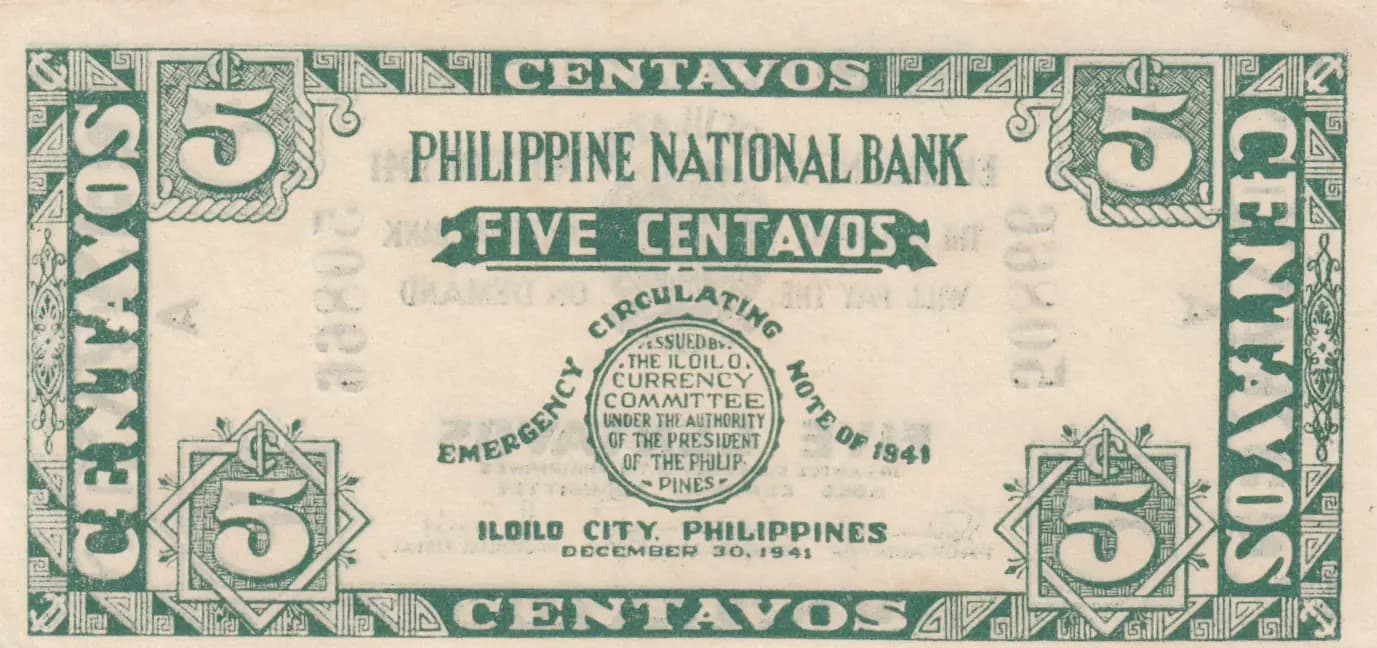 CENTAVOS
₵ 5
₵ 5
PHILIPPINE NATIONAL BANK
FIVE CENTAVOS
CENTAVOS
CENTAVOS
EMERGENCY CIRCULATING NOTE OF 1941
ISSUED BY
THE ILOILO
CURRENCY
COMMITTEE
UNDER THE AUTHORITY
OF THE PRESIDENT
OF THE PHILIP-
PINES
₵ 5
₵ 5
ILOILO CITY, PHILIPPINES
DECEMBER 30, 1941
CENTAVOS